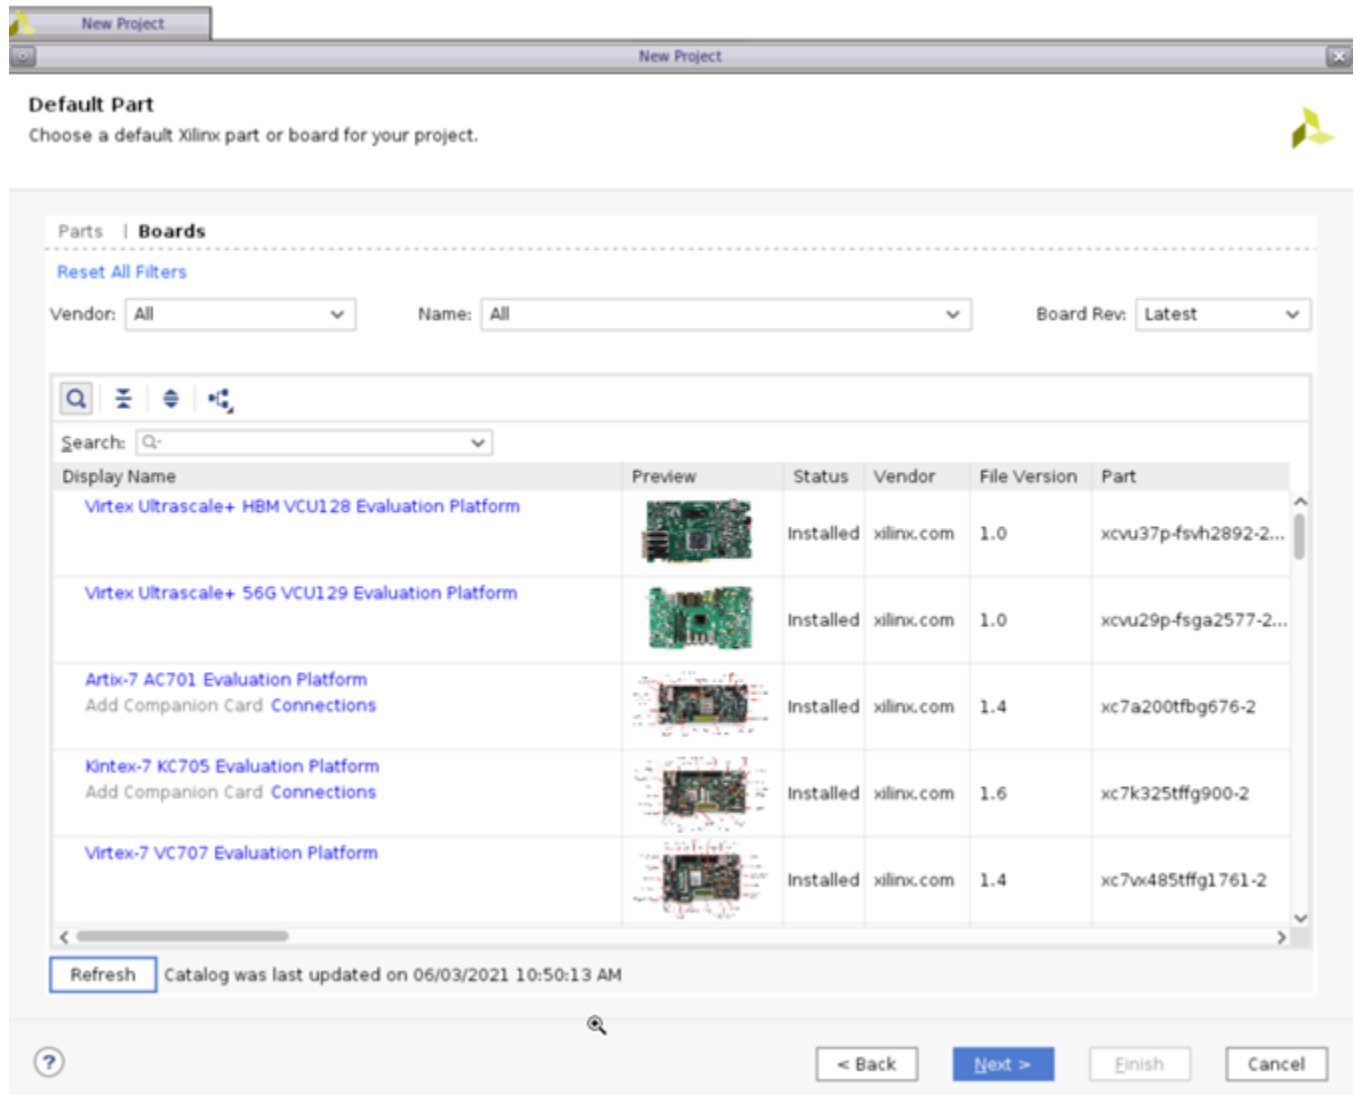 New Project
New Project
Default Part
Choose a default Xilinx part or board for your project.
Parts | Boards
Reset All Filters
Vendor: All Name: All Board Rev: Latest
Search:
Display Name Preview Status Vendor File Version Part
Virtex Ultrascale+ HBM VCU128 Evaluation Platform
Installed xilinx.com 1.0 xcvu37p-fsvh2892-2...
Virtex Ultrascale+ 56G VCU129 Evaluation Platform
Installed xilinx.com 1.0 xcvu29p-fsga2577-2...
Artix-7 AC701 Evaluation Platform
Add Companion Card Connections Installed xilinx.com 1.4 xc7a200tfbg676-2
Kintex-7 KC705 Evaluation Platform
Add Companion Card Connections Installed xilinx.com 1.6 xc7k325tffg900-2
Virtex-7 VC707 Evaluation Platform
Installed xilinx.com 1.4 xc7vx485tffg1761-2
Refresh Catalog was last updated on 06/03/2021 10:50:13 AM
? < Back Next > Finish Cancel